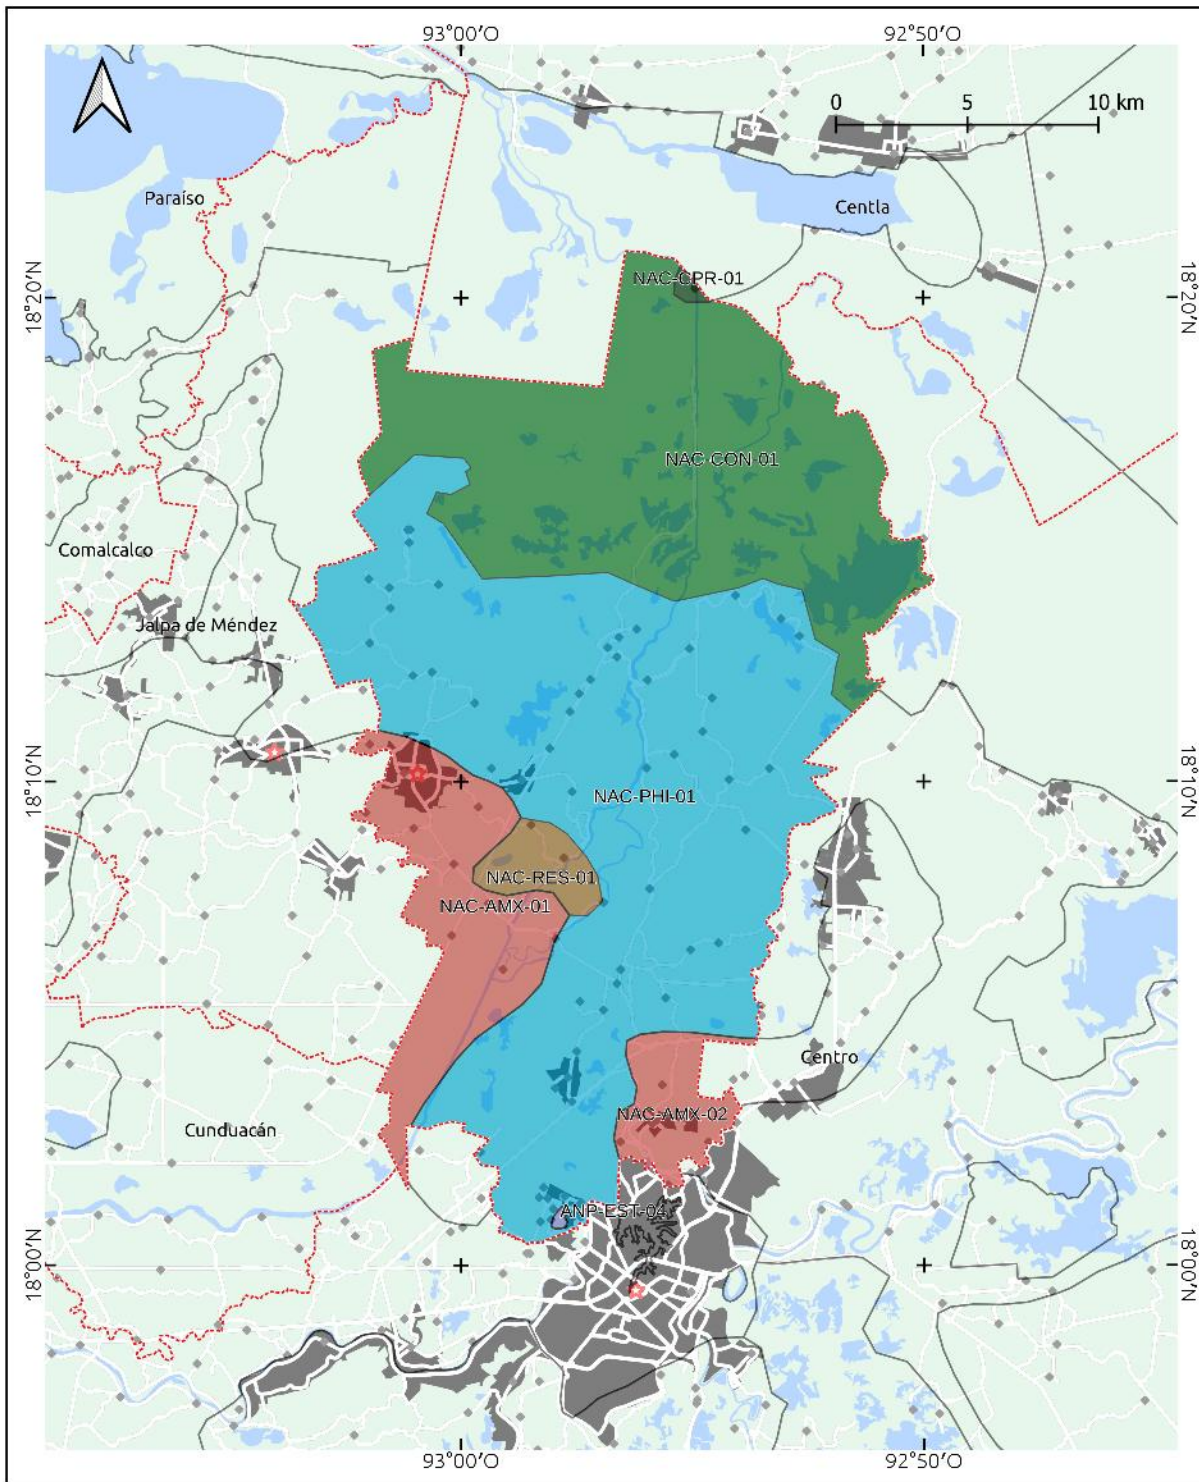 93°00′O
92°50′O
0 5 10 km
Paraíso
Centla
NAC-CPR-01
18°20′N
18°20′N
NAC-CON-01
Comalcalco
Jalpa de Méndez
18°10′N
18°10′N
NAC-PHI-01
NAC-RES-01
NAC-AMX-01
Centro
NAC-AMX-02
Cunduacán
ANP-EST-04
18°00′N
18°00′N
93°00′O
92°50′O